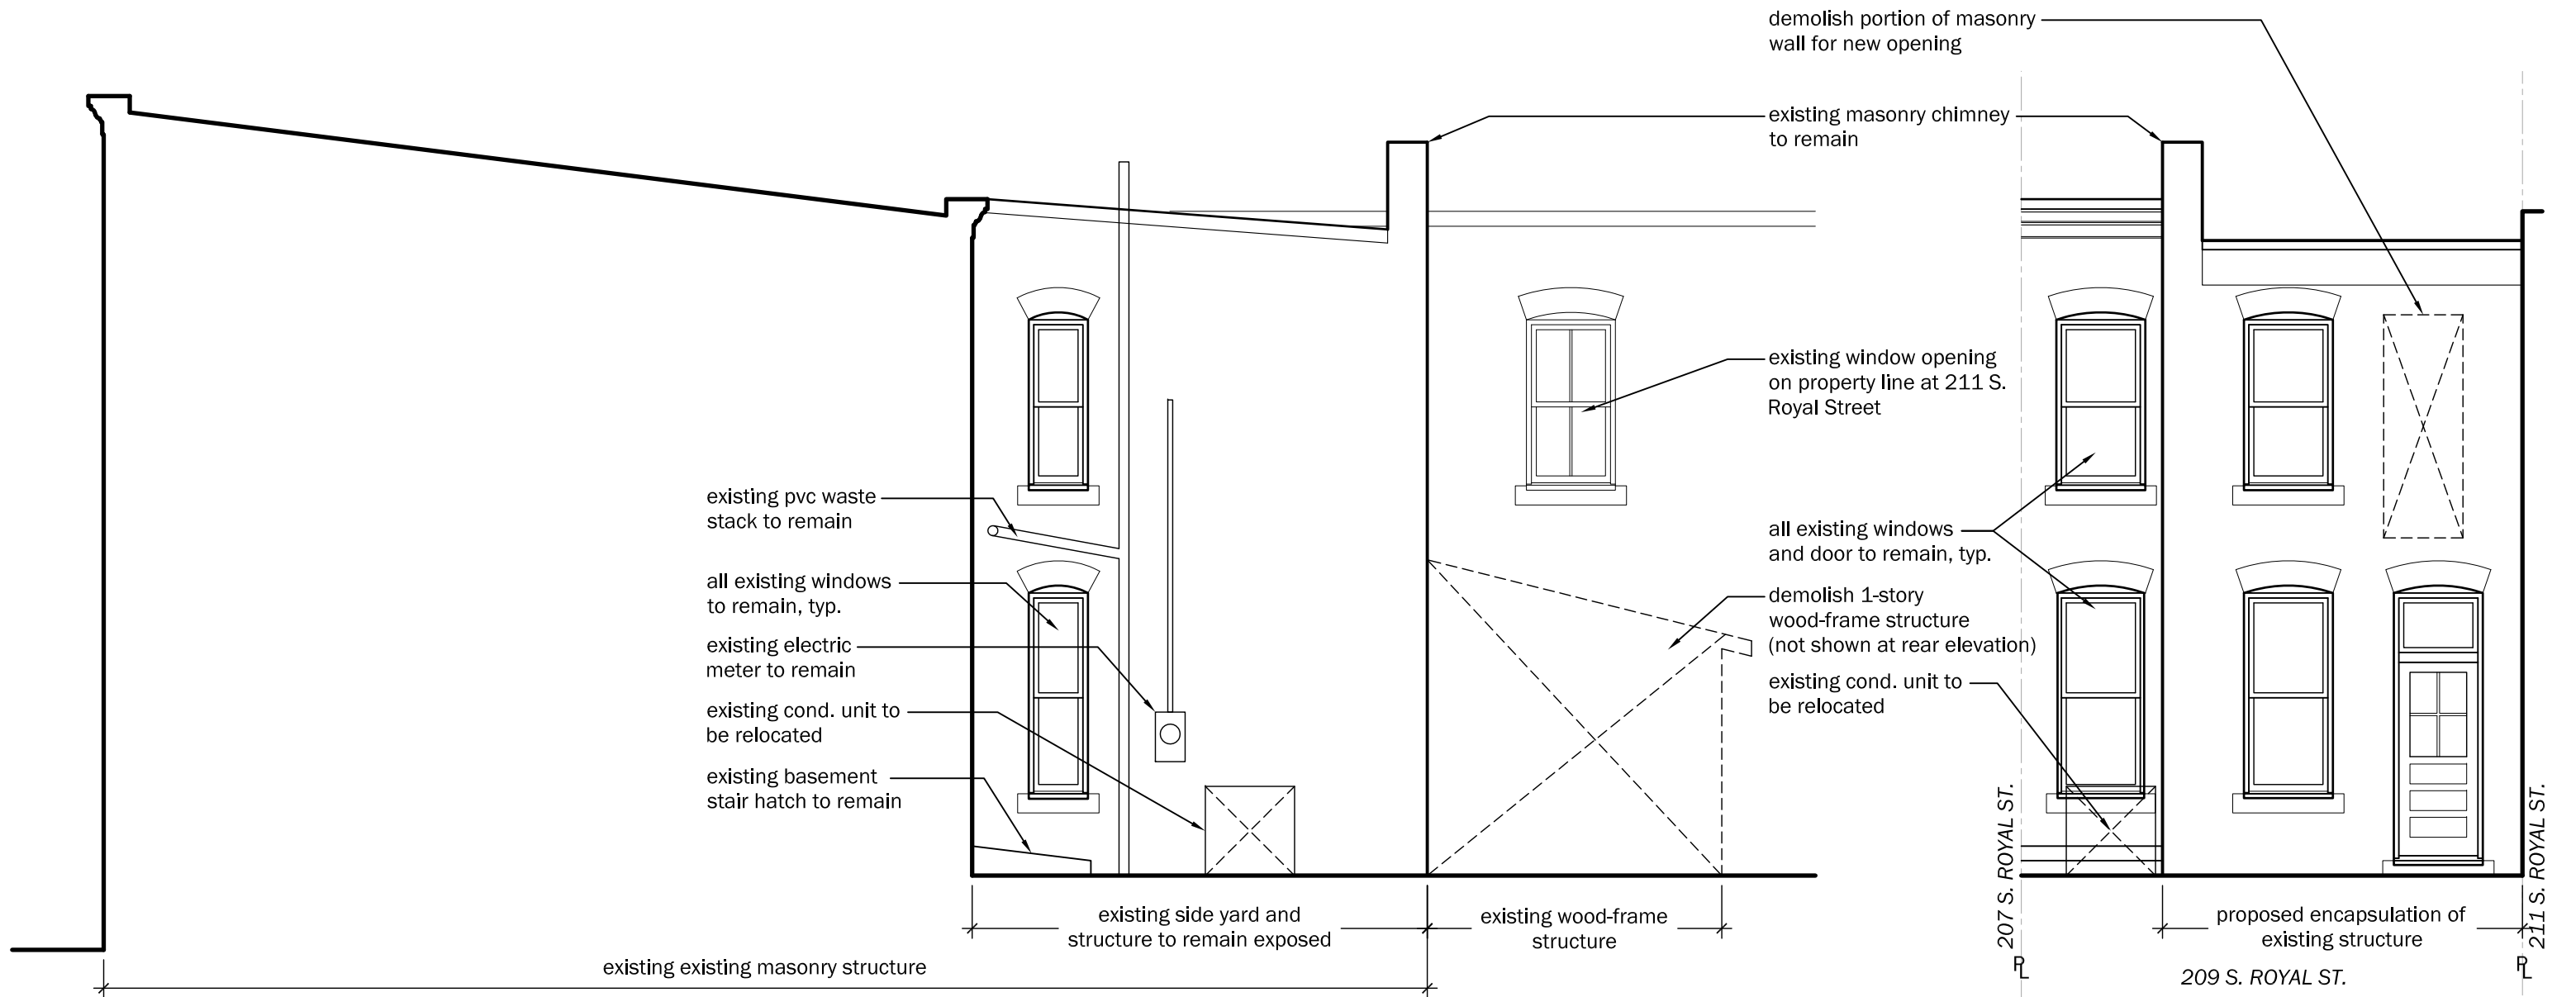 demolish portion of masonry
wall for new opening
existing masonry chimney
to remain
existing window opening
on property line at 211 S.
Royal Street
existing pvc waste
stack to remain
all existing windows
and door to remain, typ.
all existing windows
to remain, typ.
demolish 1-story
wood-frame structure
(not shown at rear elevation)
existing electric
meter to remain
existing cond. unit to
be relocated
existing cond. unit to
be relocated
existing basement
stair hatch to remain
207 S. ROYAL ST.
211 S. ROYAL ST.
existing side yard and
structure to remain exposed
existing wood-frame
structure
proposed encapsulation of
existing structure
existing existing masonry structure
PL
PL
209 S. ROYAL ST.